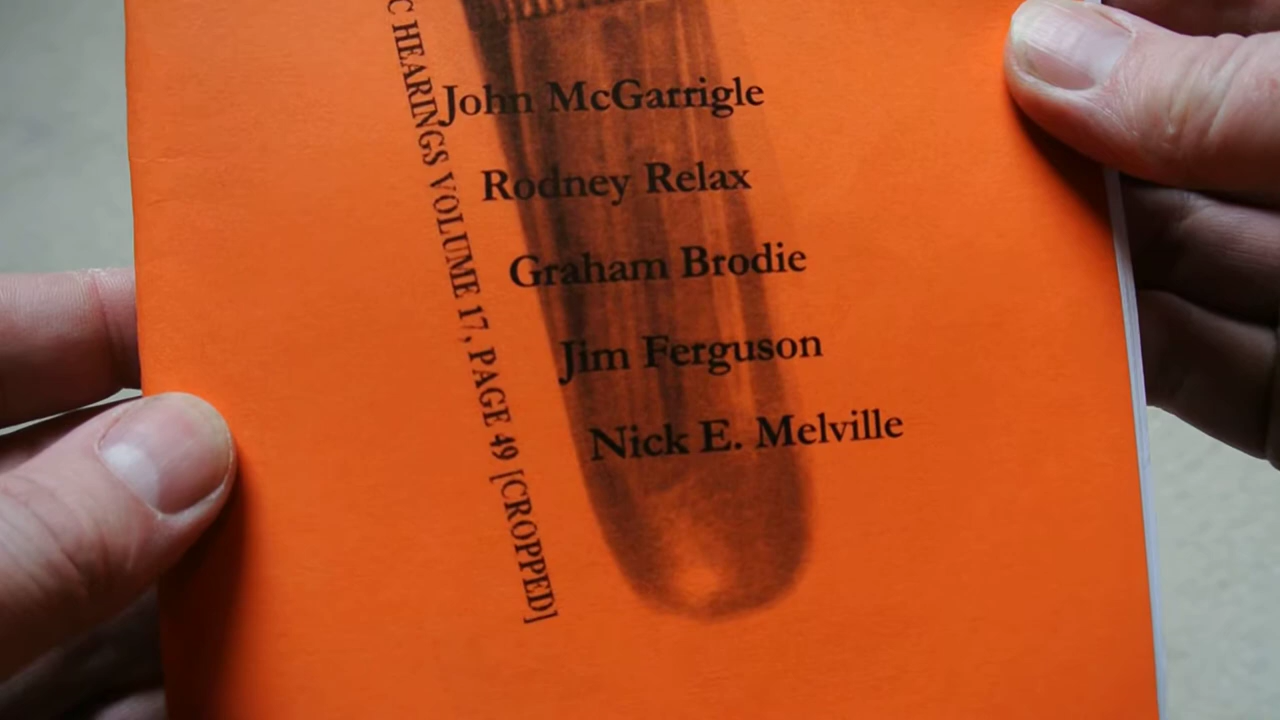 C HEARINGS VOLUME 17, PAGE 49 [CROPPED]
John McGarrigle
Rodney Relax
Graham Brodie
Jim Ferguson
Nick E. Melville